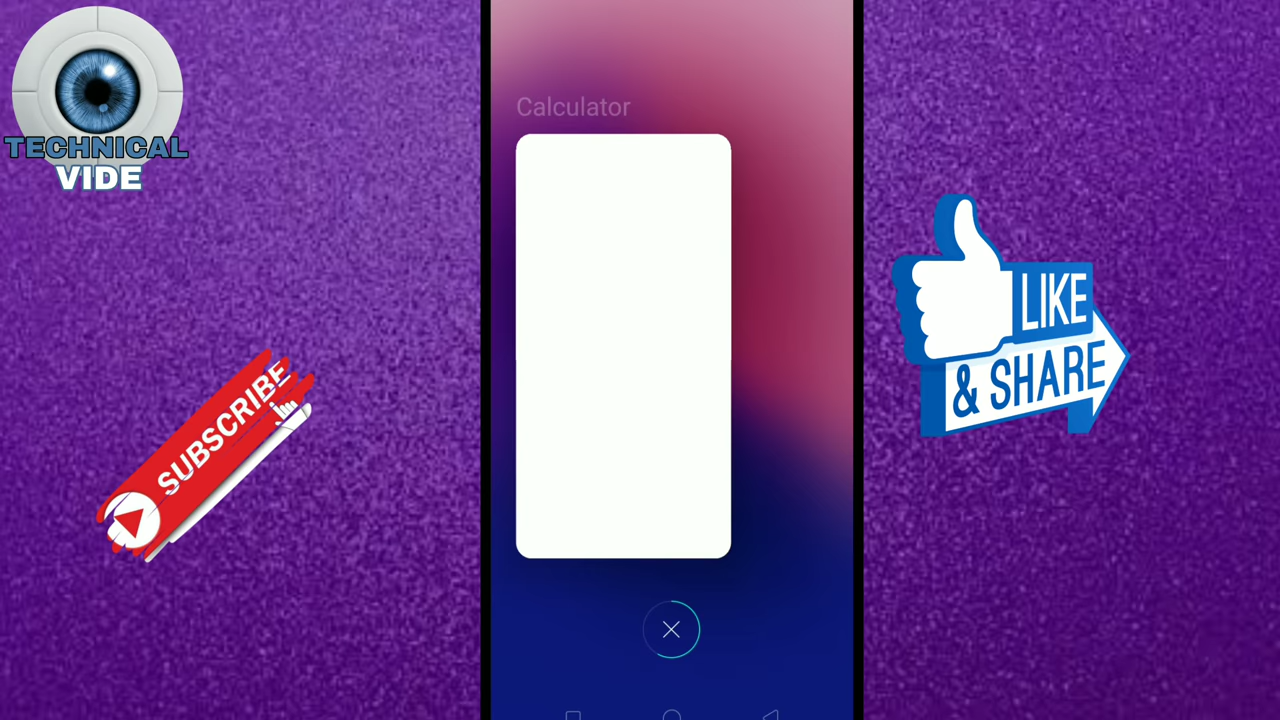 TECHNICAL
VIDE
Calculator
SUBSCRIBE
LIKE
& SHARE